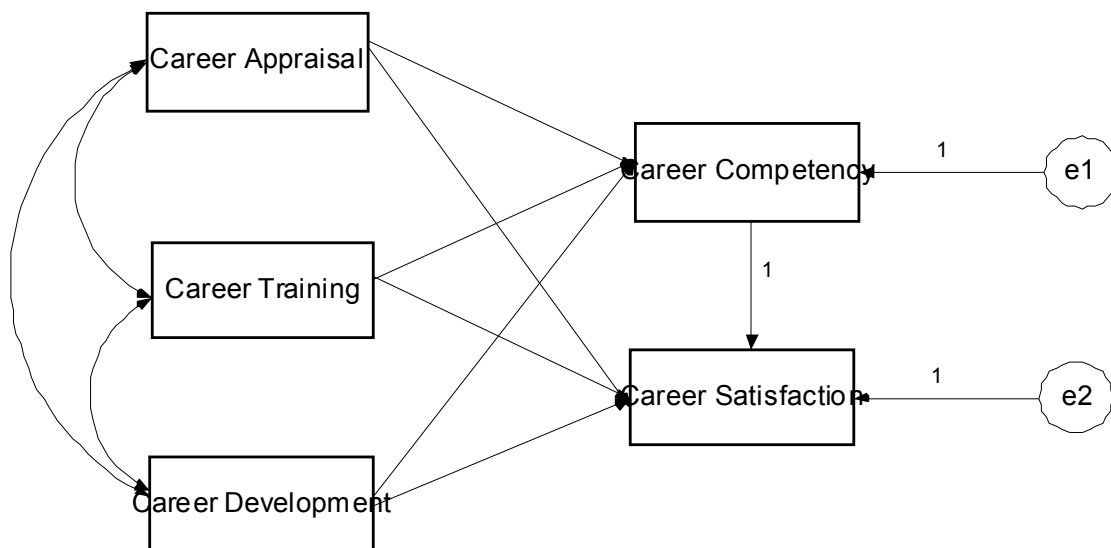 Career Appraisal
Career Competency
1
e1
Career Training
1
Career Satisfaction
1
e2
Career Development